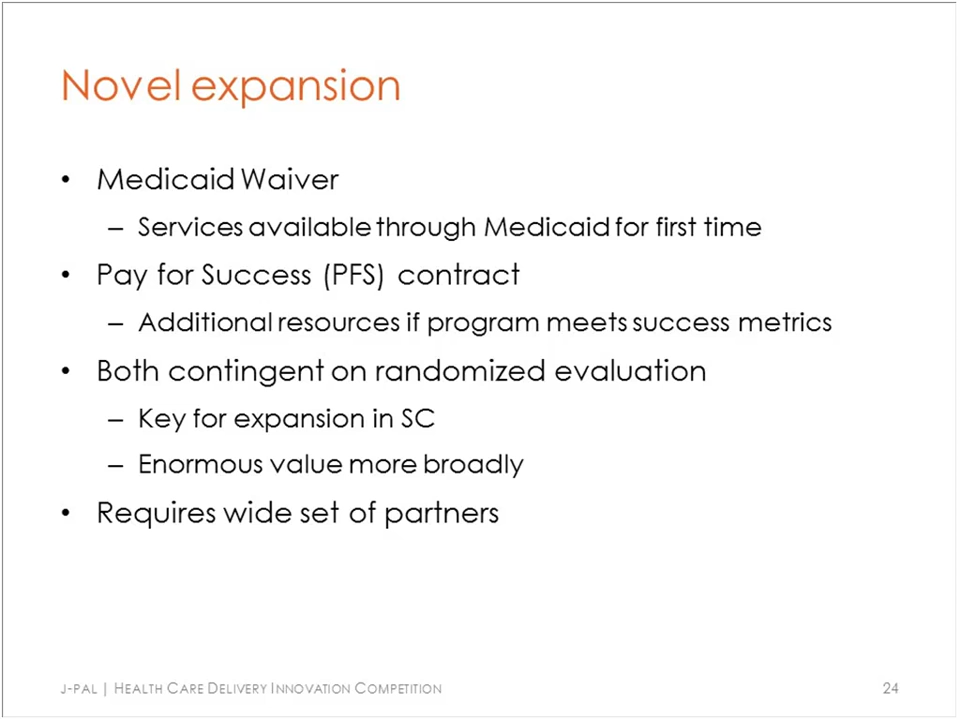 Novel expansion
• Medicaid Waiver
– Services available through Medicaid for first time
• Pay for Success (PFS) contract
– Additional resources if program meets success metrics
• Both contingent on randomized evaluation
– Key for expansion in SC
– Enormous value more broadly
• Requires wide set of partners
J-PAL | HEALTH CARE DELIVERY INNOVATION COMPETITION
24